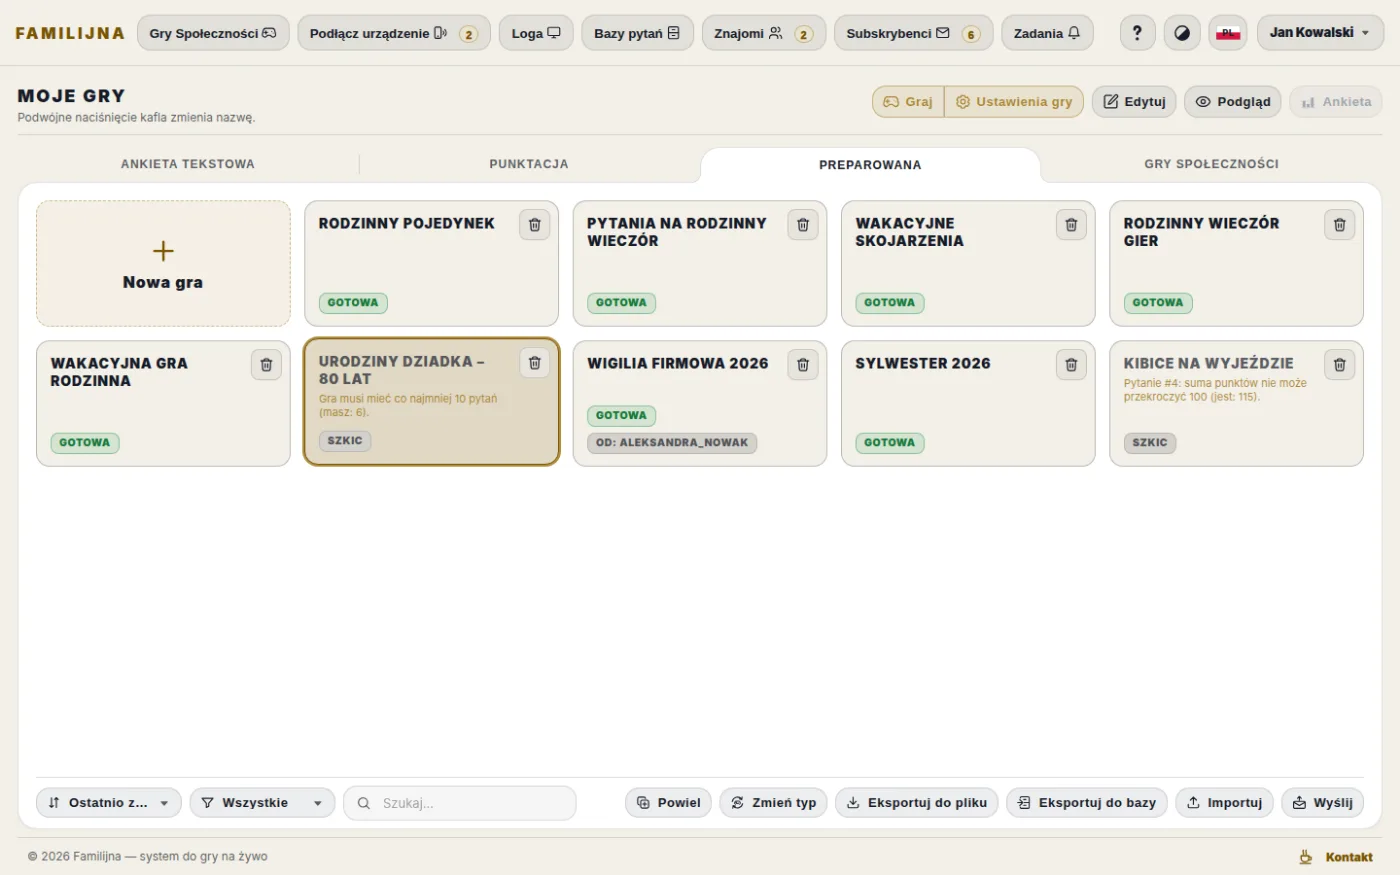 FAMILIJNA
Gry Społeczności
Podłącz urządzenie 2
Loga
Bazy pytań
Znajomi 2
Subskrybenci 6
Zadania
?
PL
Jan Kowalski
MOJE GRY
Podwójne naciśnięcie kafla zmienia nazwę.
Graj
Ustawienia gry
Edytuj
Podgląd
Ankieta
ANKIETA TEKSTOWA
PUNKTACJA
PREPAROWANA
GRY SPOŁECZNOŚCI
Nowa gra
RODZINNY POJEDYNEK
GOTOWA
PYTANIA NA RODZINNY
WIECZÓR
GOTOWA
WAKACYJNE
SKOJARZENIA
GOTOWA
RODZINNY WIECZÓR
GIER
GOTOWA
WAKACYJNA GRA
RODZINNA
GOTOWA
URODZINY DZIADKA –
80 LAT
Gra musi mieć co najmniej 10 pytań
(masz: 6).
SZKIC
WIGILIA FIRMOWA 2026
GOTOWA
OD: ALEKSANDRA_NOWAK
SYLWESTER 2026
GOTOWA
KIBICE NA WYJEŹDZIE
Pytanie #4: suma punktów nie może
przekroczyć 100 (jest: 115).
SZKIC
Ostatnio z...
Wszystkie
Szukaj...
Powiel
Zmień typ
Eksportuj do pliku
Eksportuj do bazy
Importuj
Wyślij
© 2026 Familijna — system do gry na żywo
Kontakt